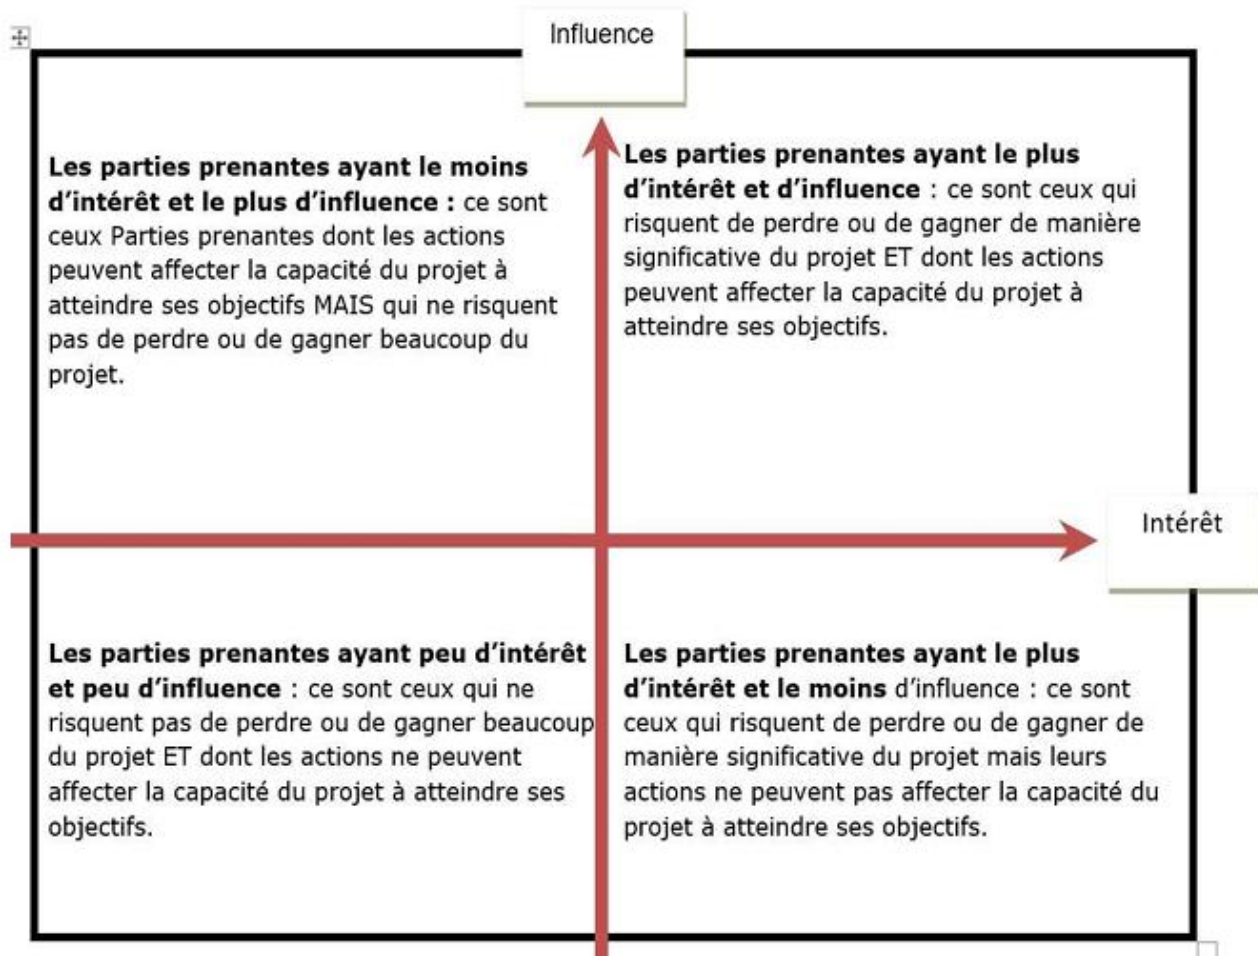 Influence
Les parties prenantes ayant le moins
d’intérêt et le plus d’influence : ce sont
ceux Parties prenantes dont les actions
peuvent affecter la capacité du projet à
atteindre ses objectifs MAIS qui ne risquent
pas de perdre ou de gagner beaucoup du
projet.
Les parties prenantes ayant le plus
d’intérêt et d’influence : ce sont ceux qui
risquent de perdre ou de gagner de manière
significative du projet ET dont les actions
peuvent affecter la capacité du projet à
atteindre ses objectifs.
Intérêt
Les parties prenantes ayant peu d’intérêt
et peu d’influence : ce sont ceux qui ne
risquent pas de perdre ou de gagner beaucoup
du projet ET dont les actions ne peuvent
affecter la capacité du projet à atteindre ses
objectifs.
Les parties prenantes ayant le plus
d’intérêt et le moins d’influence : ce sont
ceux qui risquent de perdre ou de gagner de
manière significative du projet mais leurs
actions ne peuvent pas affecter la capacité du
projet à atteindre ses objectifs.